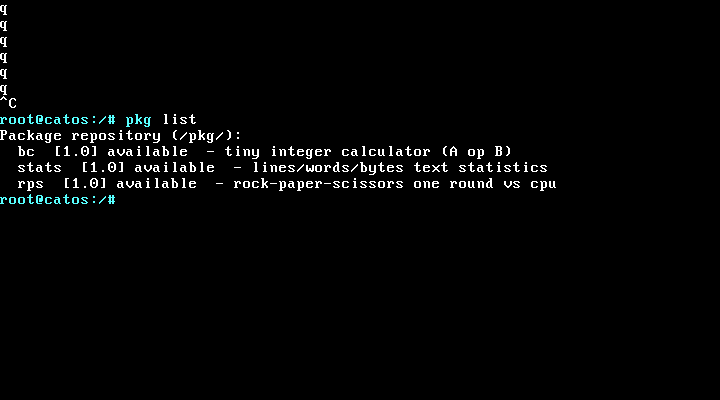 q
q
q
q
q
q
^C
root@catos:/# pkg list
Package repository (/pkg/):
  bc  [1.0] available  - tiny integer calculator (A op B)
  stats  [1.0] available  - lines/words/bytes text statistics
  rps  [1.0] available  - rock-paper-scissors one round vs cpu
root@catos:/#